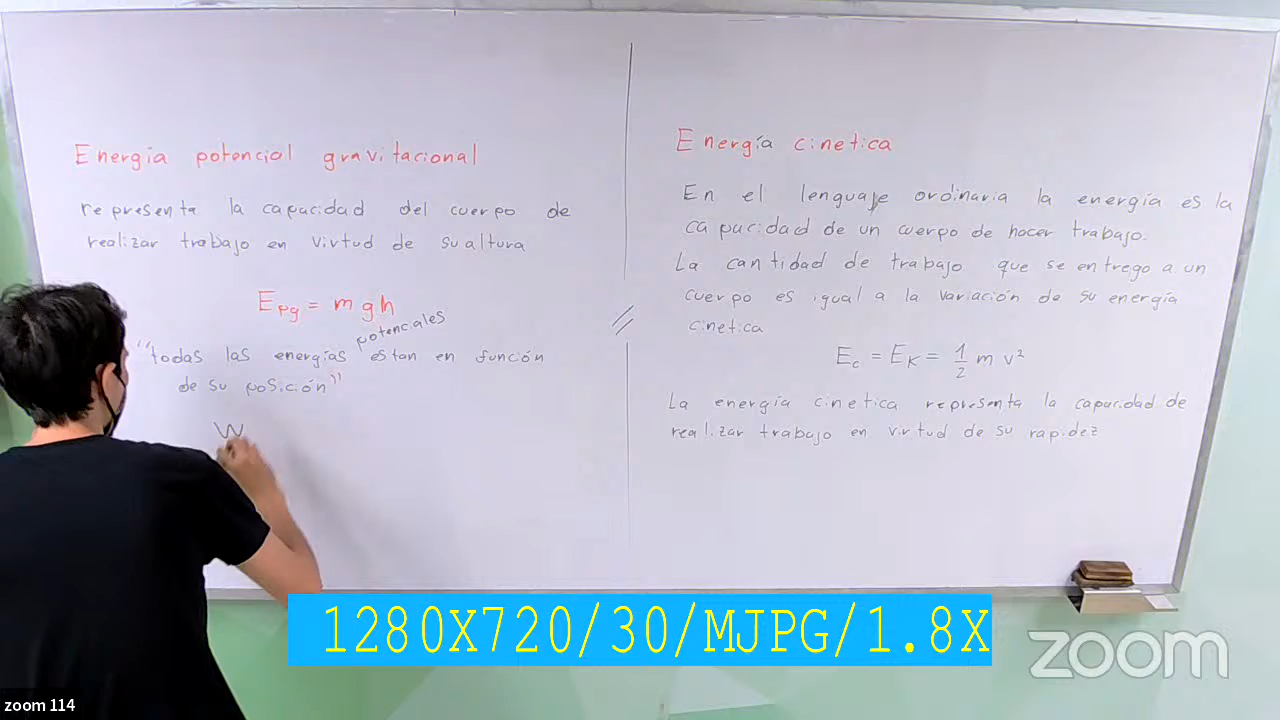 Energía potencial gravitacional
representa la capacidad del cuerpo de
realizar trabajo en virtud de su altura
Epg = mgh
potenciales
"todas las energías estan en función
de su posición"
W
Energía cinetica
En el lenguaje ordinaria la energía es la
capacidad de un cuerpo de hacer trabajo.
La cantidad de trabajo que se entrego a un
cuerpo es igual a la variación de su energía
cinetica
Ec = EK = 1/2 m v²
La energía cinetica representa la capacidad de
realizar trabajo en virtud de su rapidez
1280X720/30/MJPG/1.8X
zoom
zoom 114